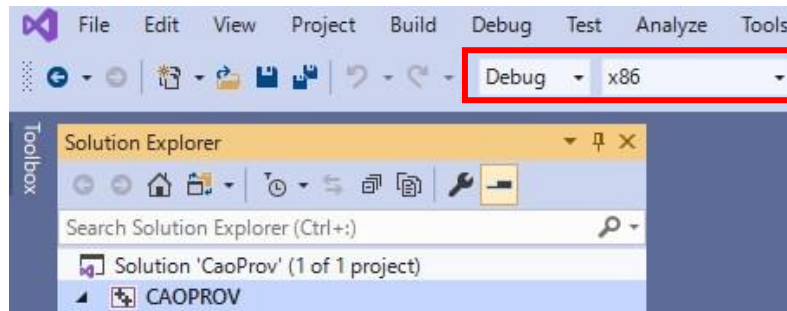 File Edit View Project Build Debug Test Analyze Tools
Debug x86
Toolbox
Solution Explorer
Search Solution Explorer (Ctrl+:)
Solution 'CaoProv' (1 of 1 project)
CAOPROV